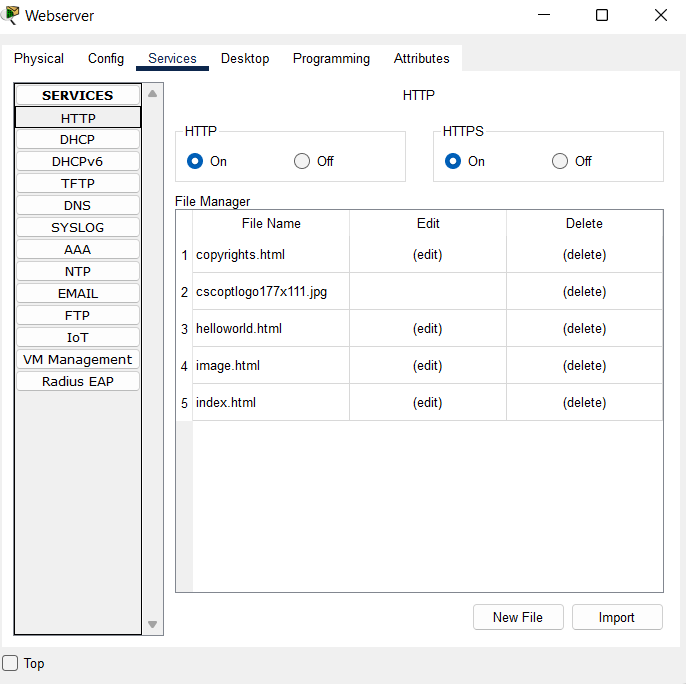 Webserver
Physical Config Services Desktop Programming Attributes
SERVICES
HTTP
DHCP
DHCPv6
TFTP
DNS
SYSLOG
AAA
NTP
EMAIL
FTP
IoT
VM Management
Radius EAP
HTTP
HTTP
On Off
HTTPS
On Off
File Manager
File Name Edit Delete
1 copyrights.html (edit) (delete)
2 cscoptlogo177x111.jpg (delete)
3 helloworld.html (edit) (delete)
4 image.html (edit) (delete)
5 index.html (edit) (delete)
New File Import
Top